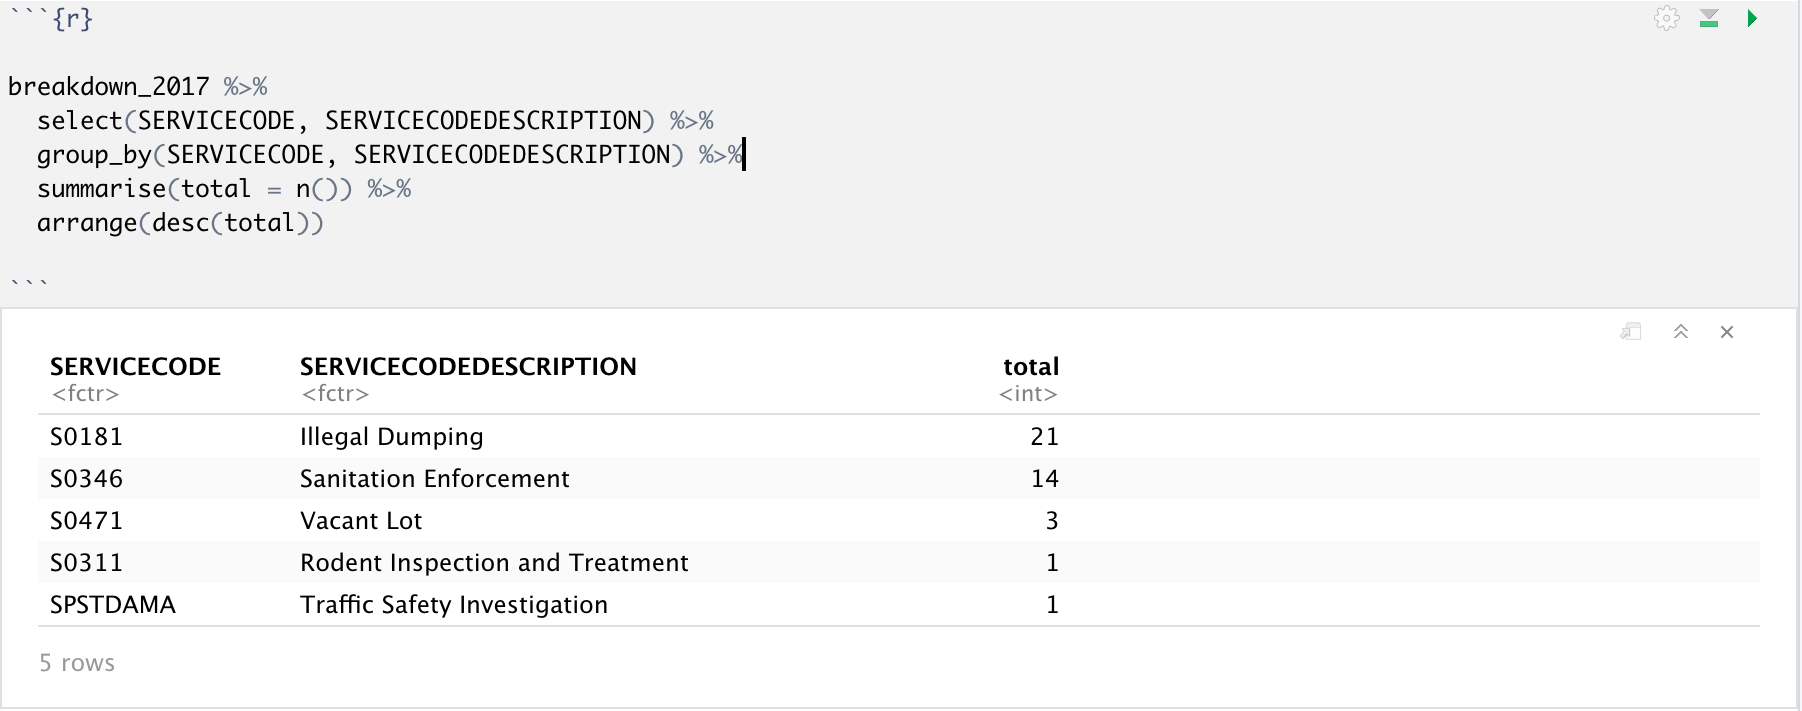 ```{r}
breakdown_2017 %>%
  select(SERVICECODE, SERVICECODEDESCRIPTION) %>%
  group_by(SERVICECODE, SERVICECODEDESCRIPTION) %>%
  summarise(total = n()) %>%
  arrange(desc(total))
```
SERVICECODE SERVICECODEDESCRIPTION total
<fctr> <fctr> <int>
S0181 Illegal Dumping 21
S0346 Sanitation Enforcement 14
S0471 Vacant Lot 3
S0311 Rodent Inspection and Treatment 1
SPSTDAMA Traffic Safety Investigation 1
5 rows